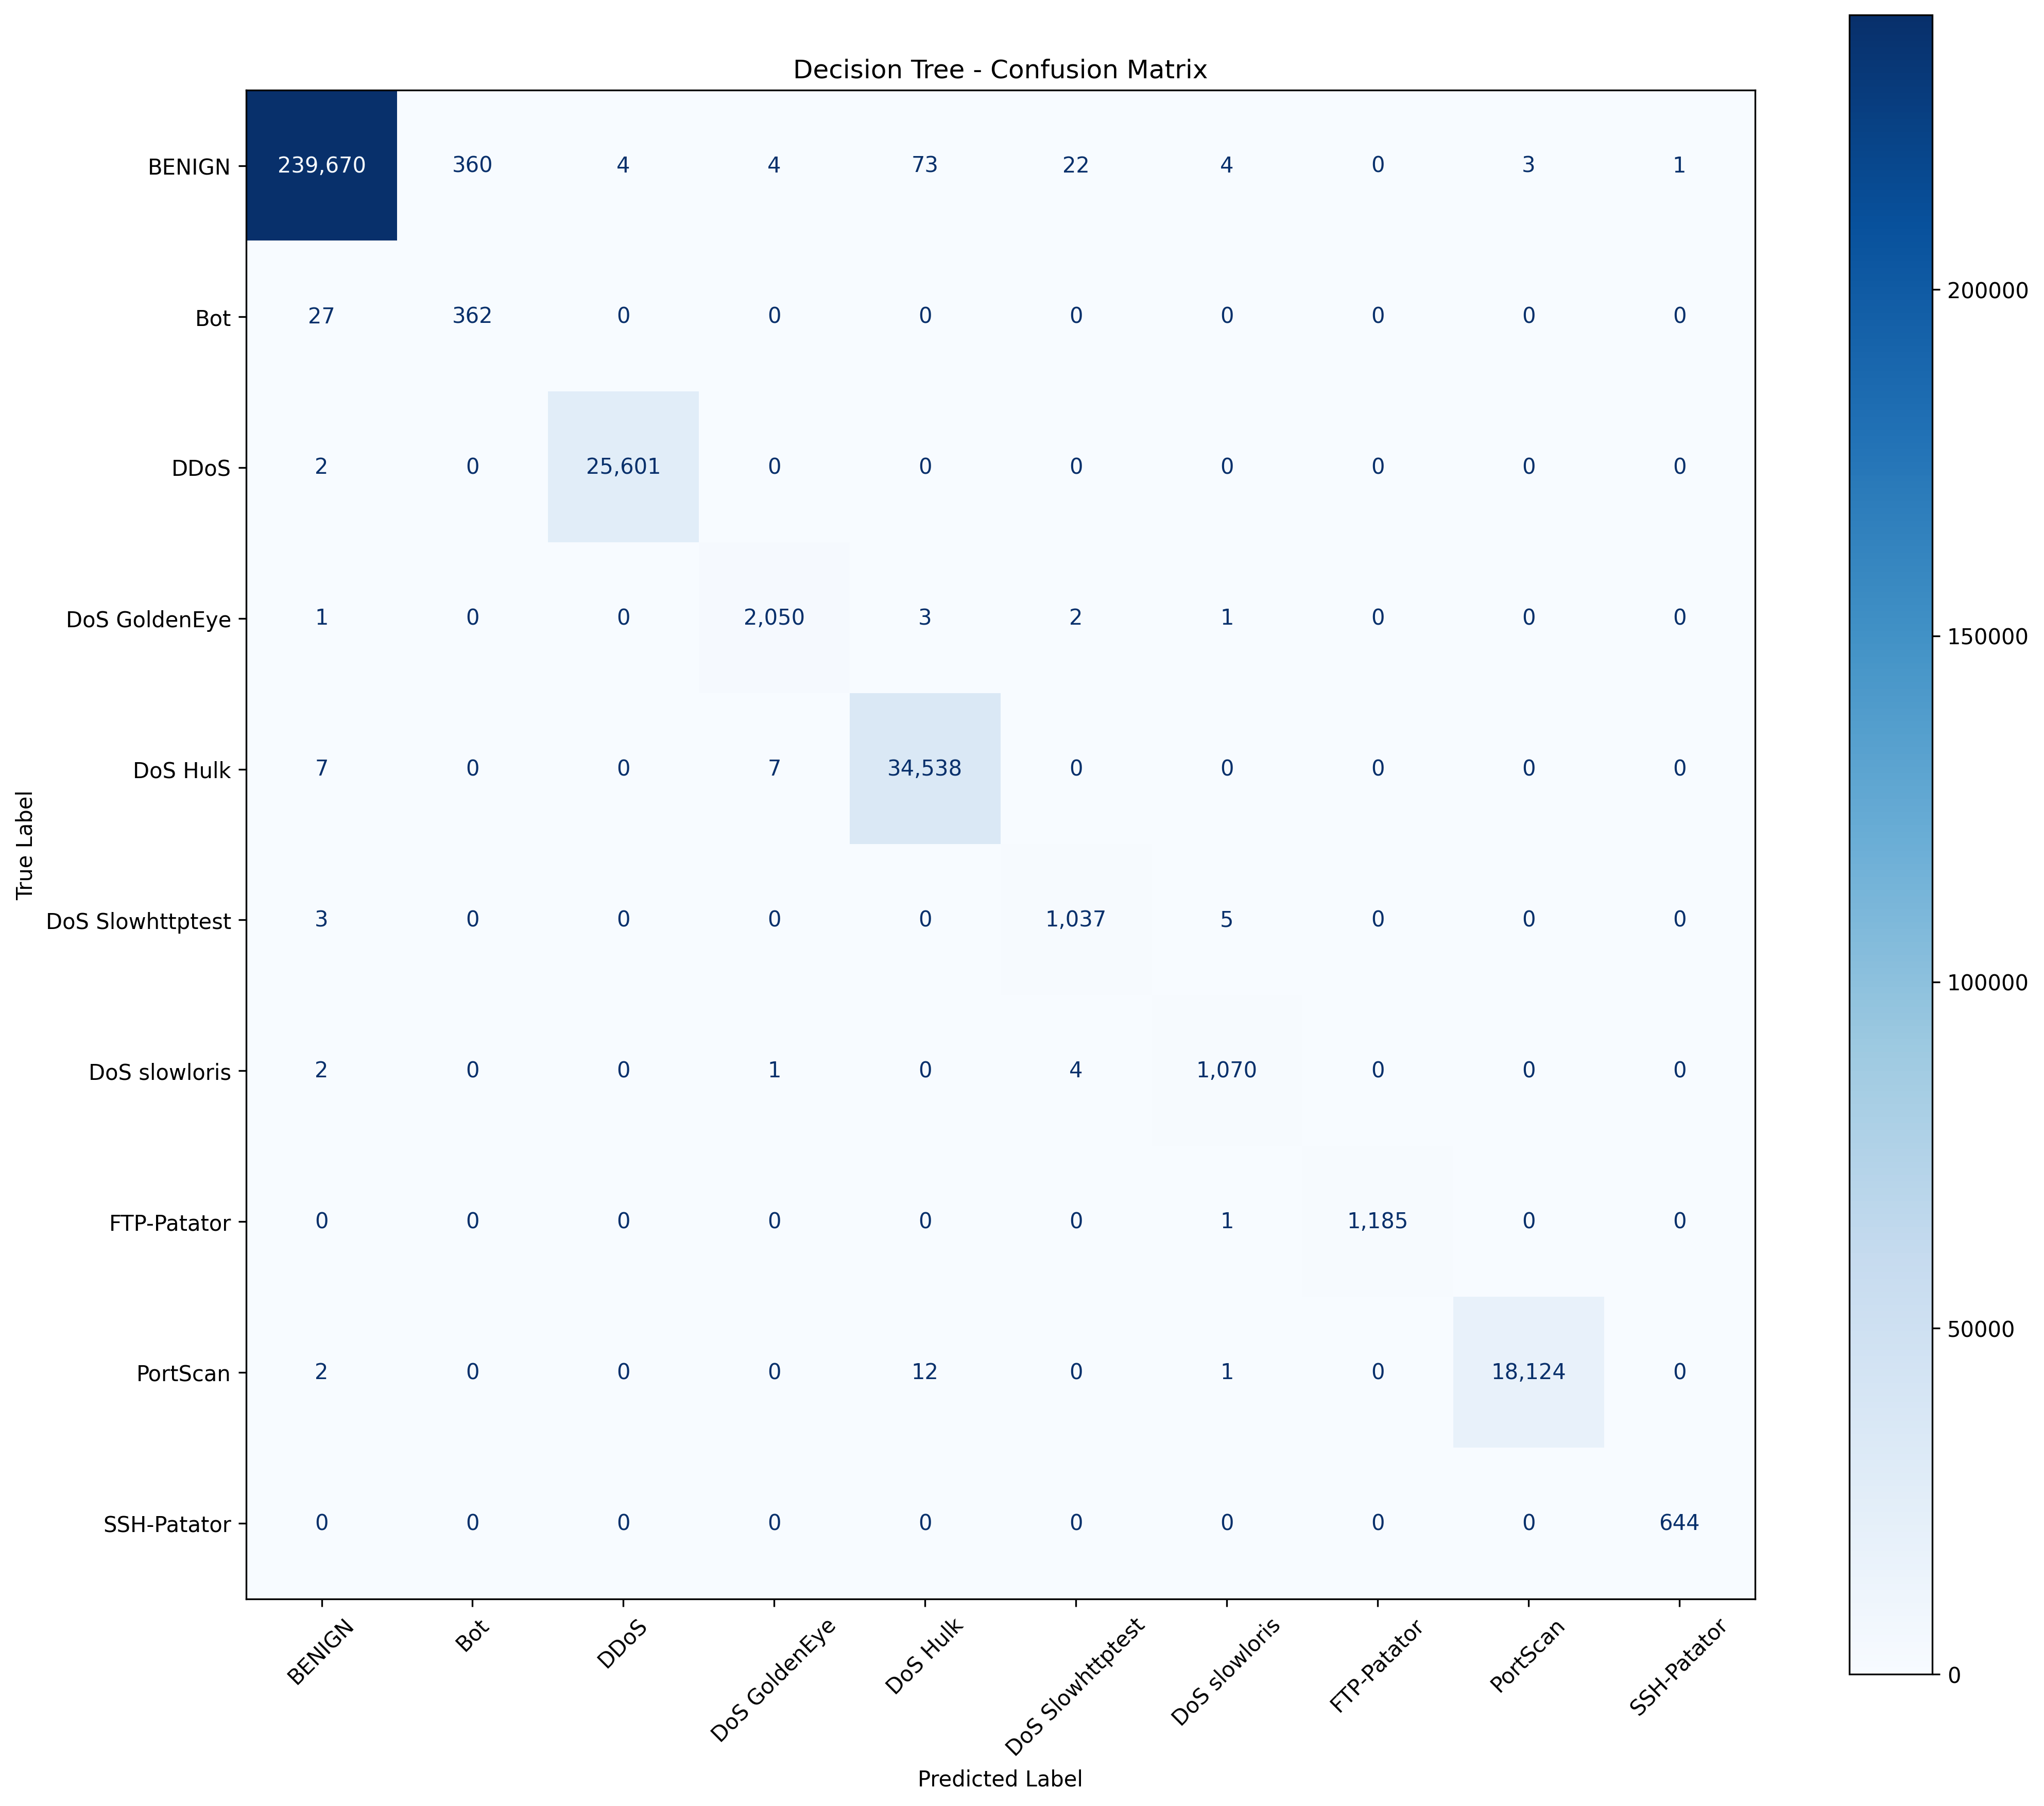 Decision Tree - Confusion Matrix
BENIGN 239,670 360 4 4 73 22 4 0 3 1
Bot 27 362 0 0 0 0 0 0 0 0
DDoS 2 0 25,601 0 0 0 0 0 0 0
DoS GoldenEye 1 0 0 2,050 3 2 1 0 0 0
DoS Hulk 7 0 0 7 34,538 0 0 0 0 0
DoS Slowhttptest 3 0 0 0 0 1,037 5 0 0 0
DoS slowloris 2 0 0 1 0 4 1,070 0 0 0
FTP-Patator 0 0 0 0 0 0 1 1,185 0 0
PortScan 2 0 0 0 12 0 1 0 18,124 0
SSH-Patator 0 0 0 0 0 0 0 0 0 644
True Label
BENIGN Bot DDoS DoS GoldenEye DoS Hulk DoS Slowhttptest DoS slowloris FTP-Patator PortScan SSH-Patator
Predicted Label
200000
150000
100000
50000
0